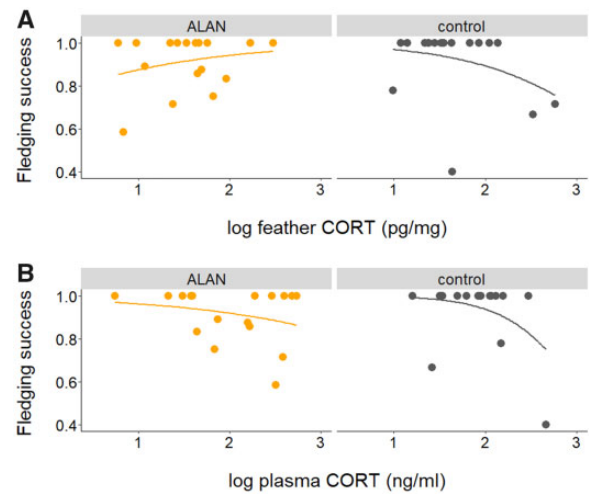 A
ALAN control
Fledging success
1.0
0.8
0.6
0.4
1 2 3 1 2 3
log feather CORT (pg/mg)
B
ALAN control
Fledging success
1.0
0.8
0.6
0.4
1 2 3 1 2 3
log plasma CORT (ng/ml)